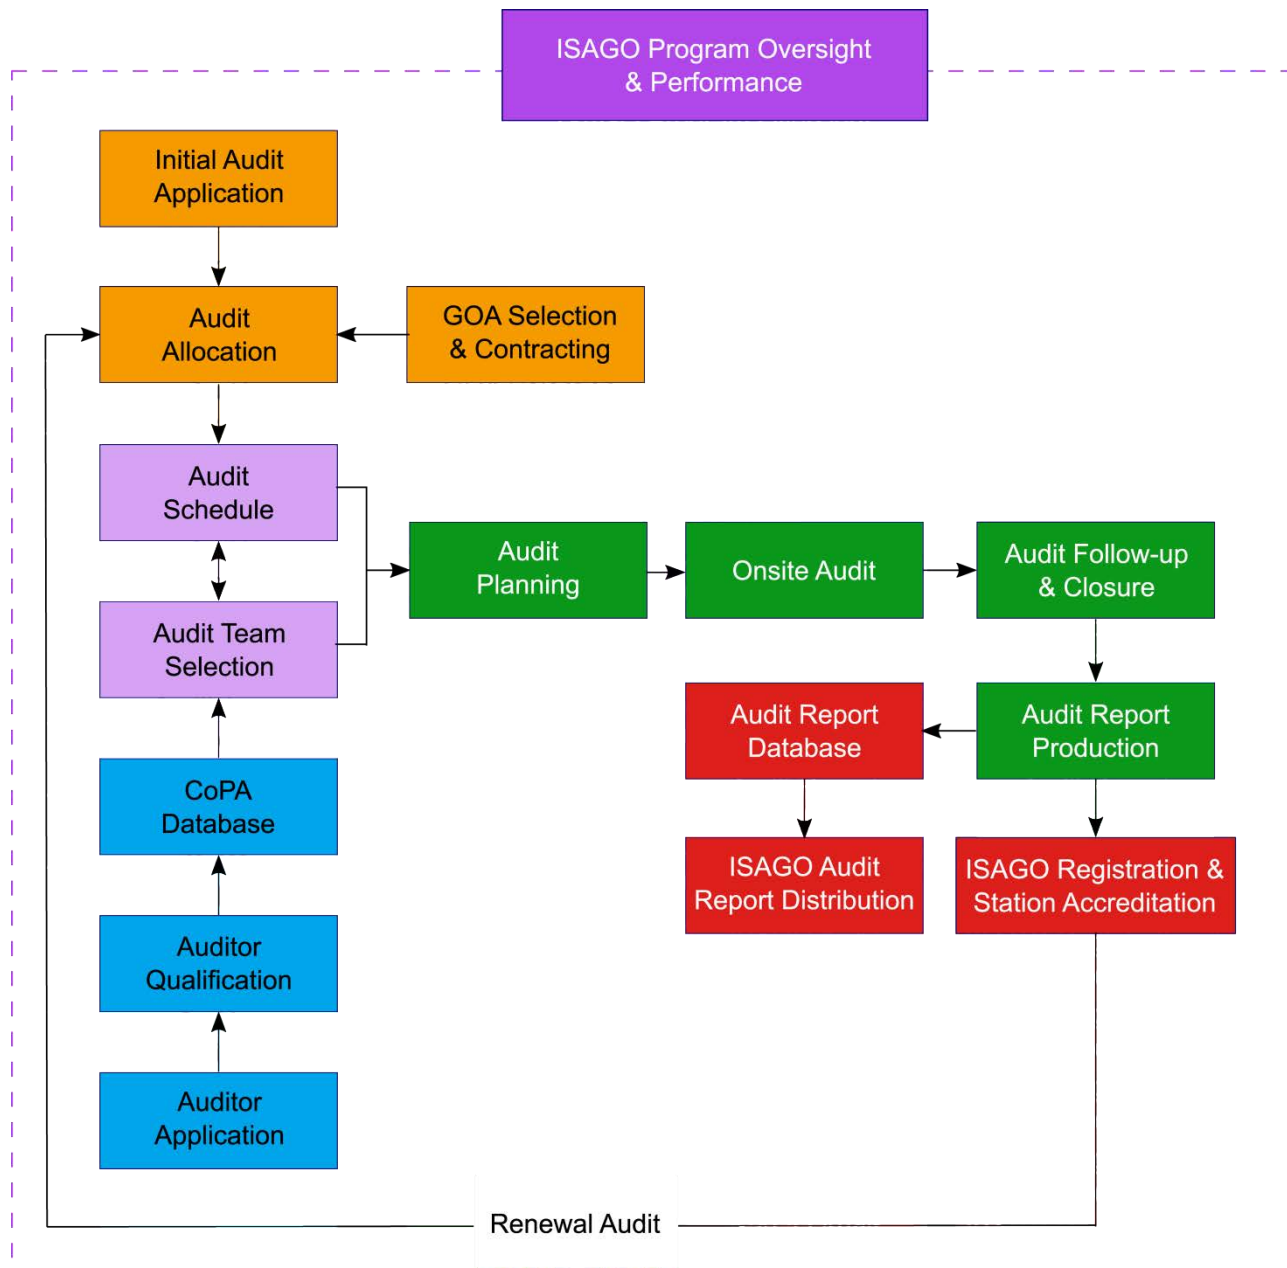 ISAGO Program Oversight
& Performance
Initial Audit
Application
Audit
Allocation
GOA Selection
& Contracting
Audit
Schedule
Audit Team
Selection
Audit
Planning
Onsite Audit
Audit Follow-up
& Closure
Audit Report
Database
Audit Report
Production
CoPA
Database
ISAGO Audit
Report Distribution
ISAGO Registration &
Station Accreditation
Auditor
Qualification
Auditor
Application
Renewal Audit